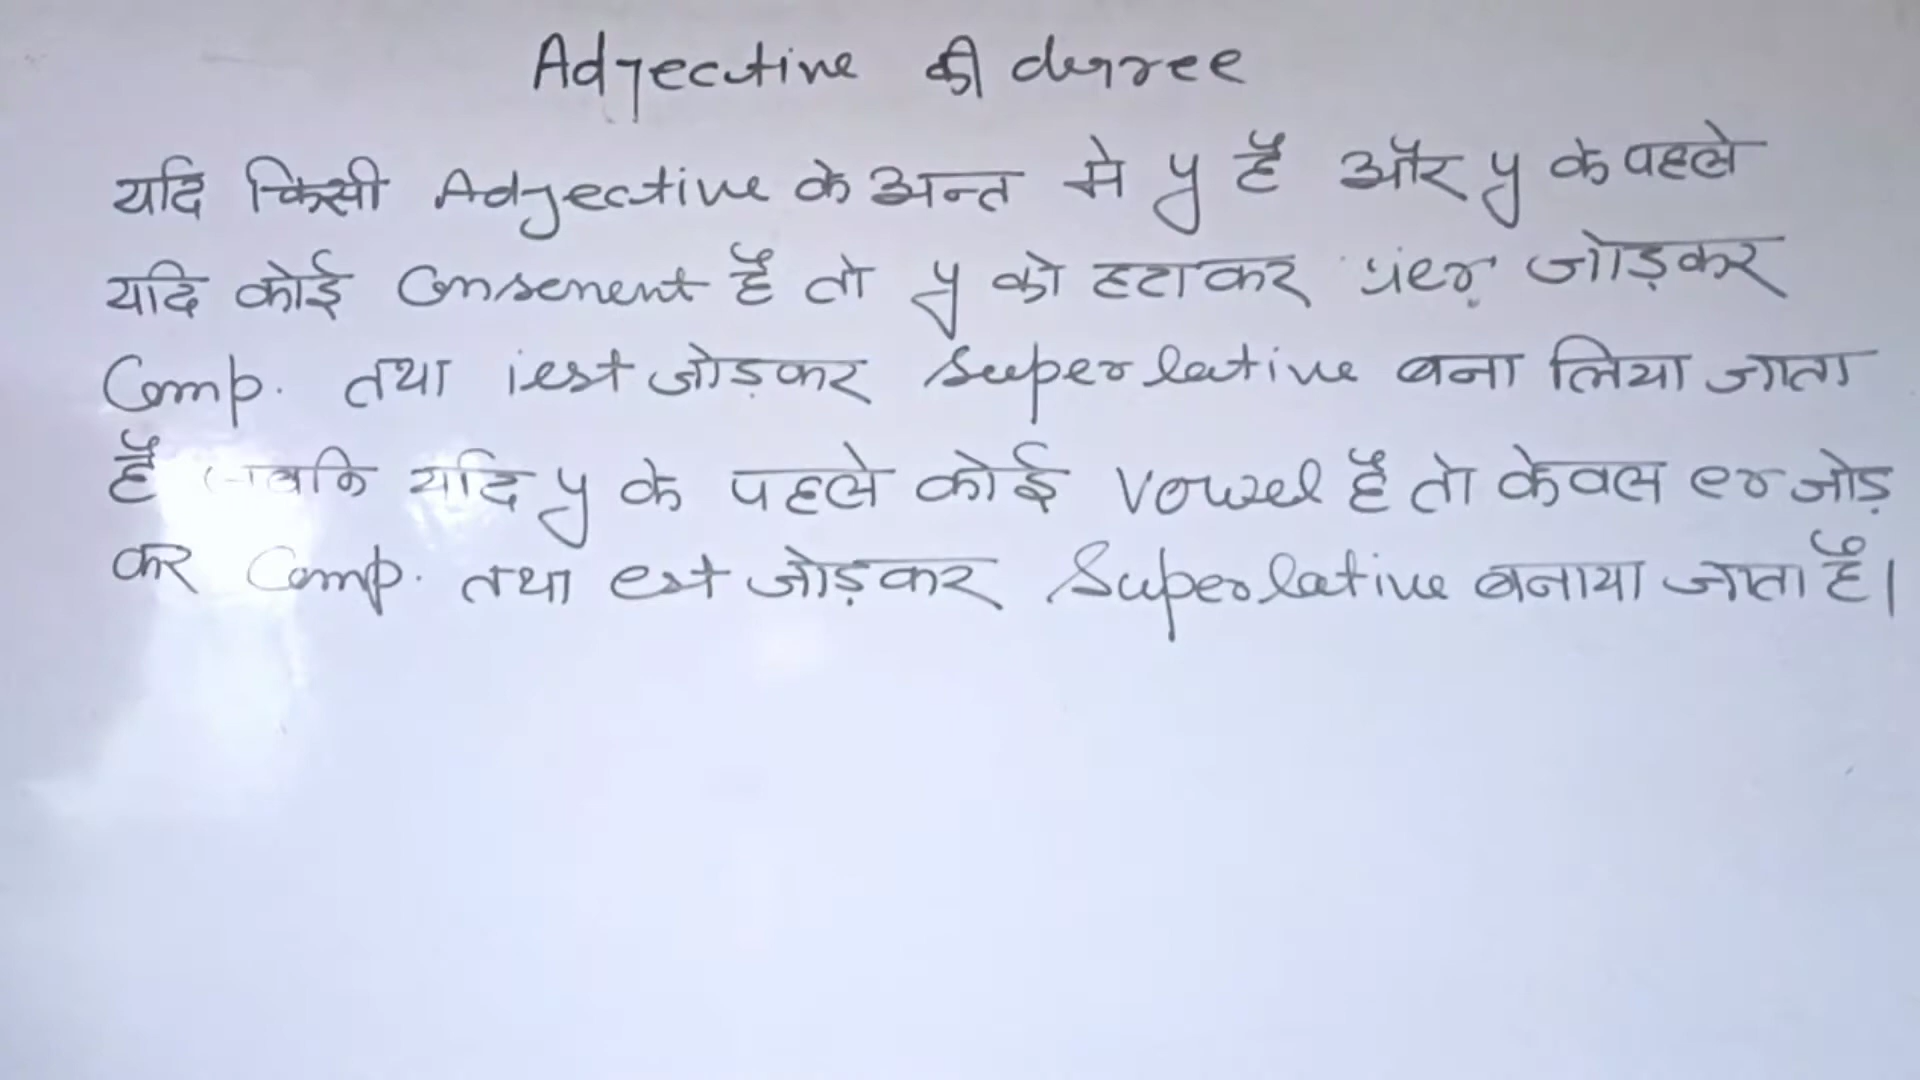 Adjective की degree
यदि किसी Adjective के अन्त मे y है और y के पहले
यदि कोई Consenent है तो y को हटाकर ier जोड़कर
Comp. तथा iest जोड़कर Superlative बना लिया जाता
है जबकि यदि y के पहले कोई Vowel है तो केवल er जोड़
कर Comp. तथा est जोड़कर Superlative बनाया जाता है।